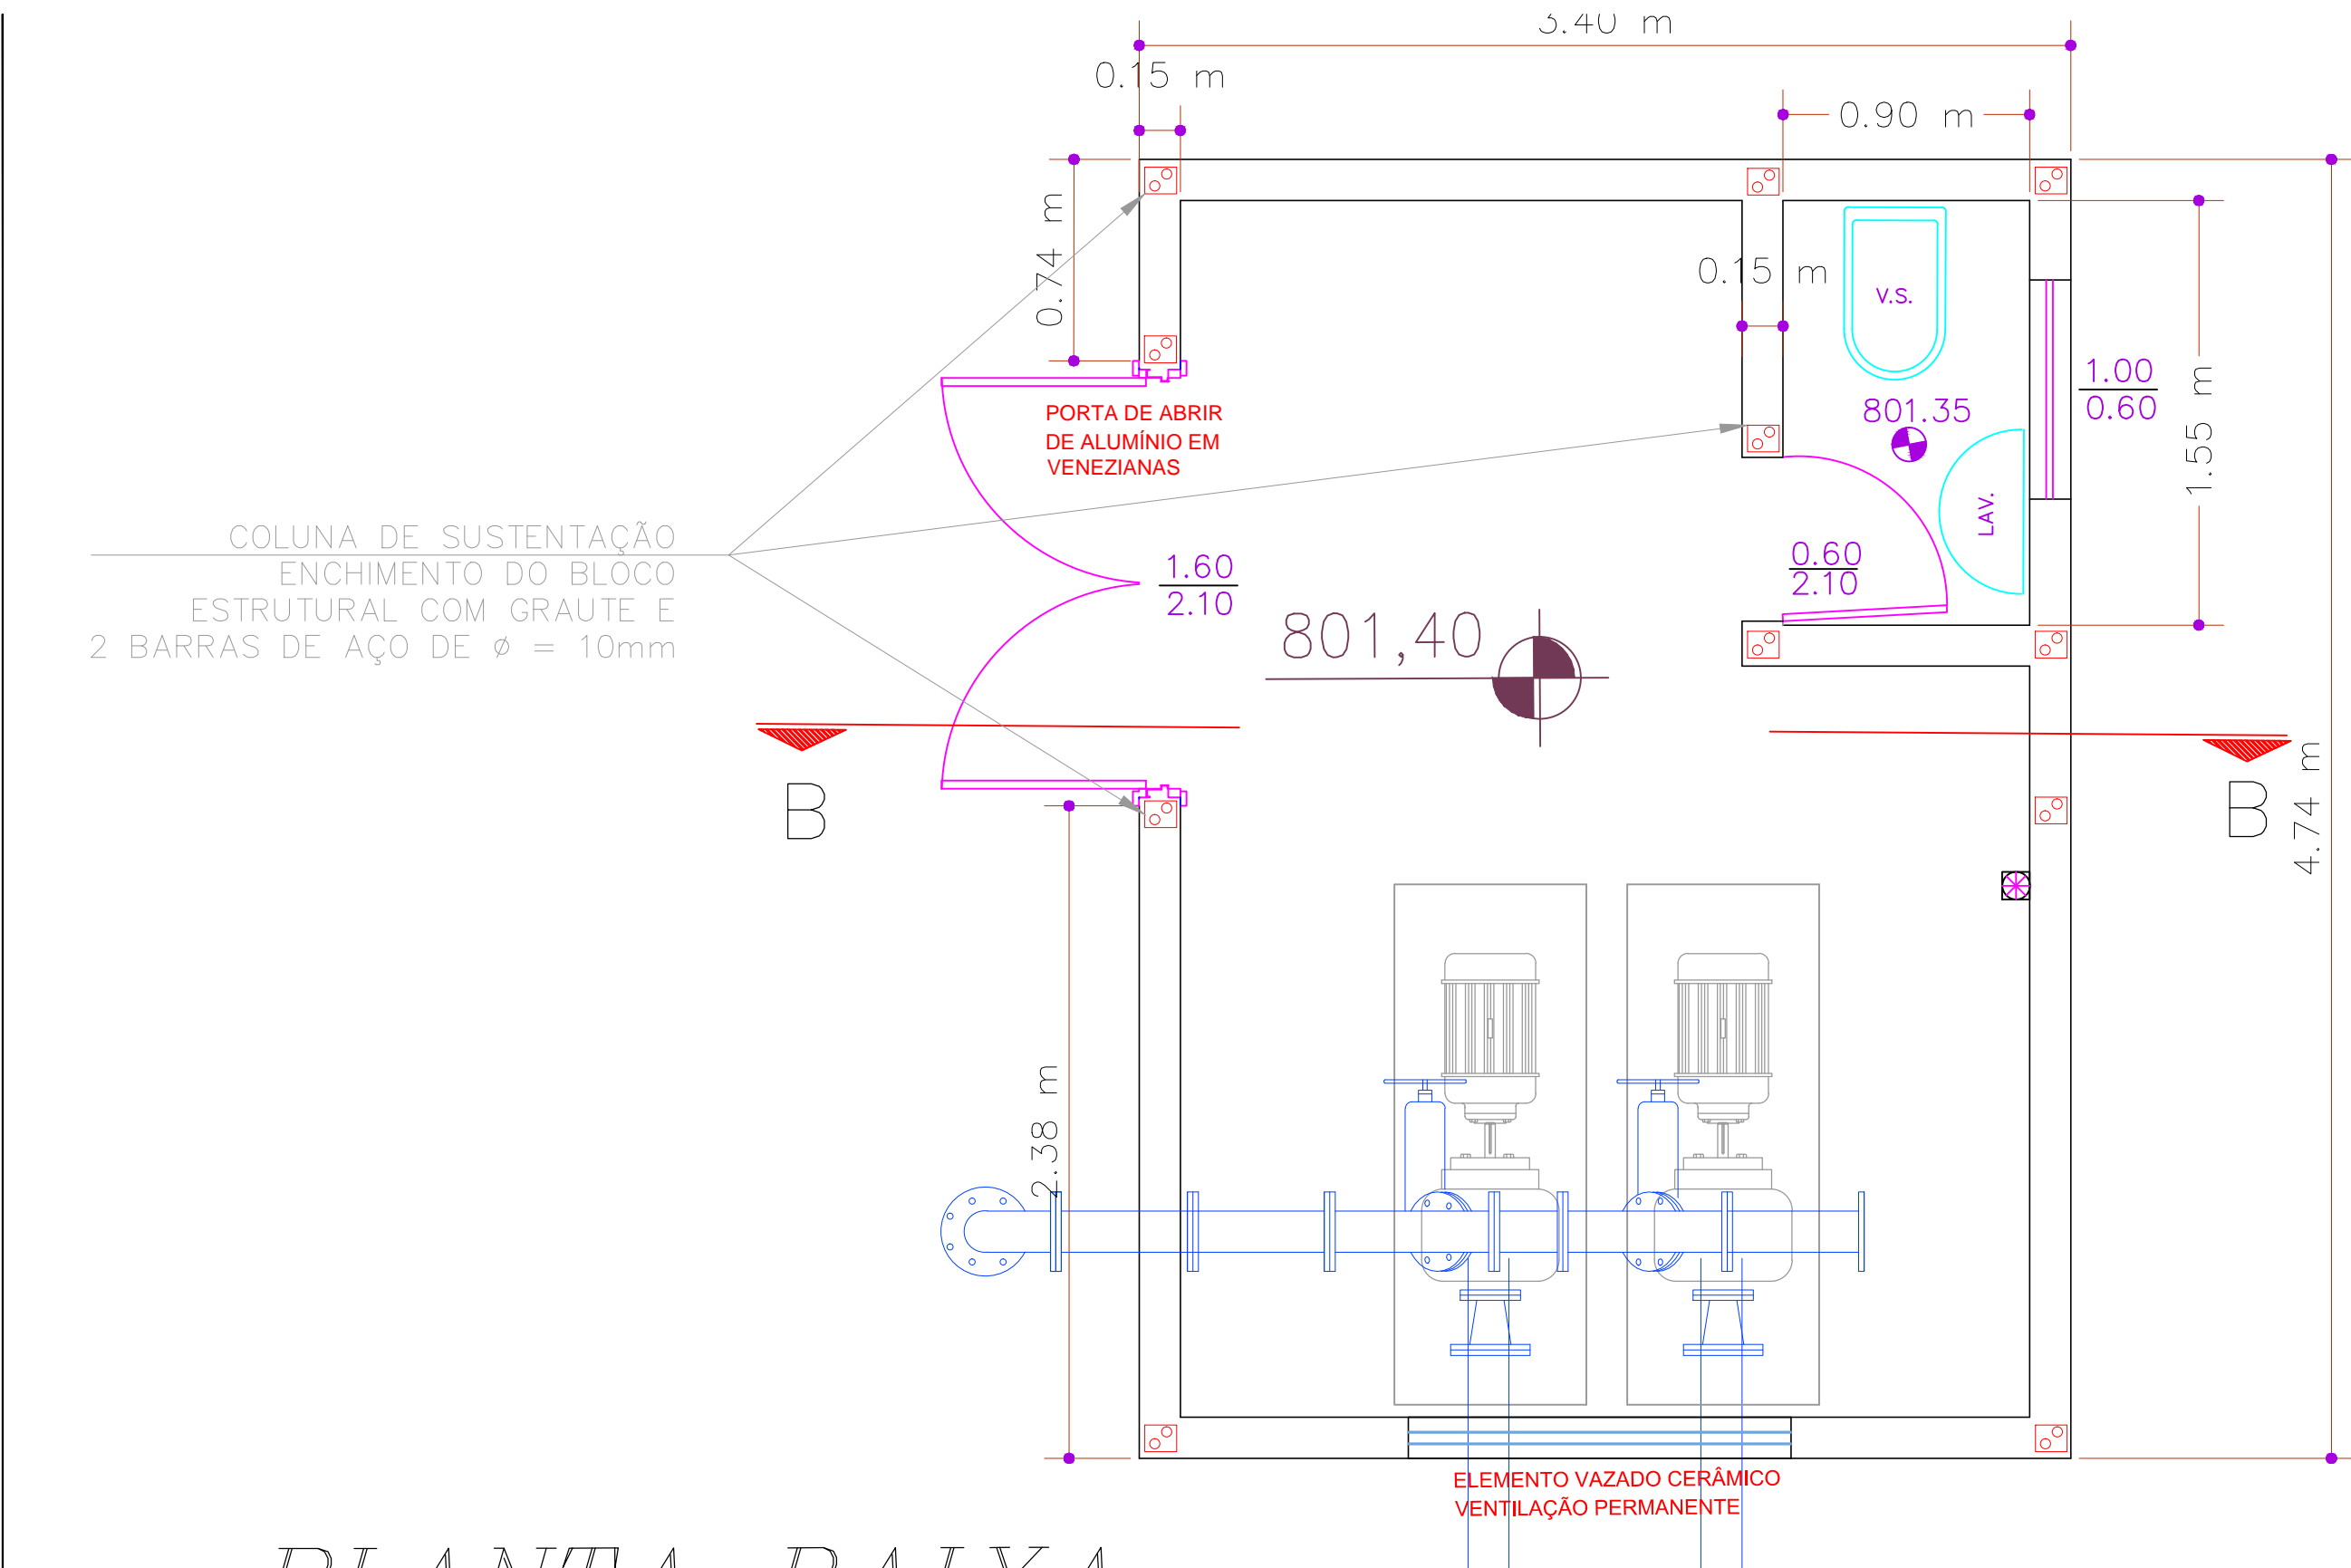 3.40 m
0.15 m
0.90 m
0.74 m
0.15 m
V.S.
1.00
0.60
801.35
PORTA DE ABRIR
DE ALUMÍNIO EM
VENEZIANAS
1.55 m
LAV.
COLUNA DE SUSTENTAÇÃO
ENCHIMENTO DO BLOCO
ESTRUTURAL COM GRAUTE E
2 BARRAS DE AÇO DE ø = 10mm
1.60
2.10
0.60
2.10
801,40
B
B
4.74 m
2.38 m
ELEMENTO VAZADO CERÂMICO
VENTILAÇÃO PERMANENTE
PLANTA BAIXA